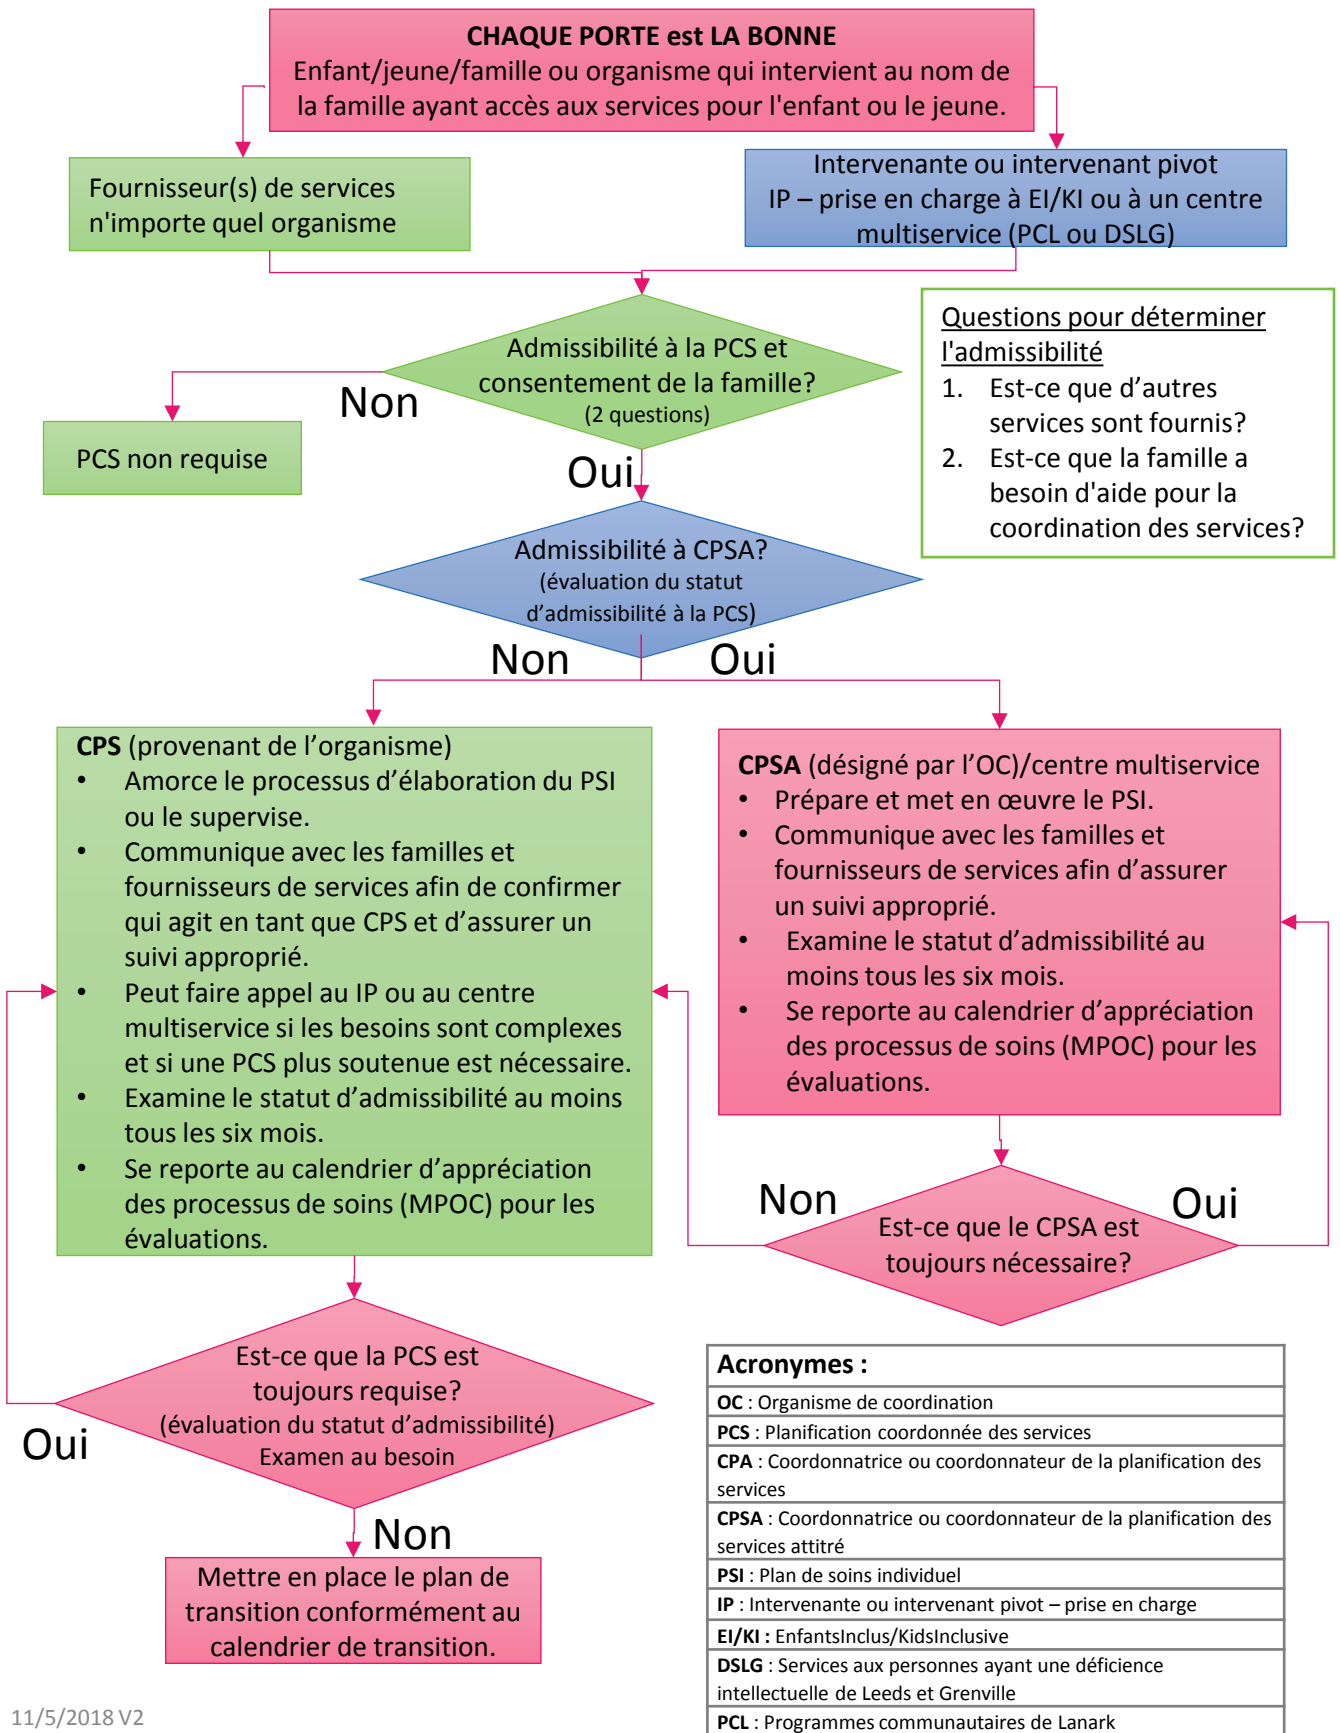 CHAQUE PORTE est LA BONNE
Enfant/jeune/famille ou organisme qui intervient au nom de
la famille ayant accès aux services pour l'enfant ou le jeune.
Fournisseur(s) de services
n'importe quel organisme
Intervenante ou intervenant pivot
IP – prise en charge à EI/KI ou à un centre
multiservice (PCL ou DSLG)
Admissibilité à la PCS et
consentement de la famille?
(2 questions)
Non
PCS non requise
Oui
Questions pour déterminer
l'admissibilité
1. Est-ce que d’autres
services sont fournis?
2. Est-ce que la famille a
besoin d'aide pour la
coordination des services?
Admissibilité à CPSA?
(évaluation du statut
d’admissibilité à la PCS)
Non
Oui
CPS (provenant de l’organisme)
• Amorce le processus d’élaboration du PSI
ou le supervise.
• Communique avec les familles et
fournisseurs de services afin de confirmer
qui agit en tant que CPS et d’assurer un
suivi approprié.
• Peut faire appel au IP ou au centre
multiservice si les besoins sont complexes
et si une PCS plus soutenue est nécessaire.
• Examine le statut d’admissibilité au moins
tous les six mois.
• Se reporte au calendrier d’appréciation
des processus de soins (MPOC) pour les
évaluations.
CPSA (désigné par l’OC)/centre multiservice
• Prépare et met en œuvre le PSI.
• Communique avec les familles et
fournisseurs de services afin d’assurer
un suivi approprié.
• Examine le statut d’admissibilité au
moins tous les six mois.
• Se reporte au calendrier d’appréciation
des processus de soins (MPOC) pour les
évaluations.
Non
Oui
Est-ce que le CPSA est
toujours nécessaire?
Est-ce que la PCS est
toujours requise?
(évaluation du statut d’admissibilité)
Examen au besoin
Oui
Non
Mettre en place le plan de
transition conformément au
calendrier de transition.
Acronymes :
OC : Organisme de coordination
PCS : Planification coordonnée des services
CPA : Coordonnatrice ou coordonnateur de la planification des
services
CPSA : Coordonnatrice ou coordonnateur de la planification des
services attitré
PSI : Plan de soins individuel
IP : Intervenante ou intervenant pivot – prise en charge
EI/KI : EnfantsInclus/KidsInclusive
DSLG : Services aux personnes ayant une déficience
intellectuelle de Leeds et Grenville
PCL : Programmes communautaires de Lanark
11/5/2018 V2